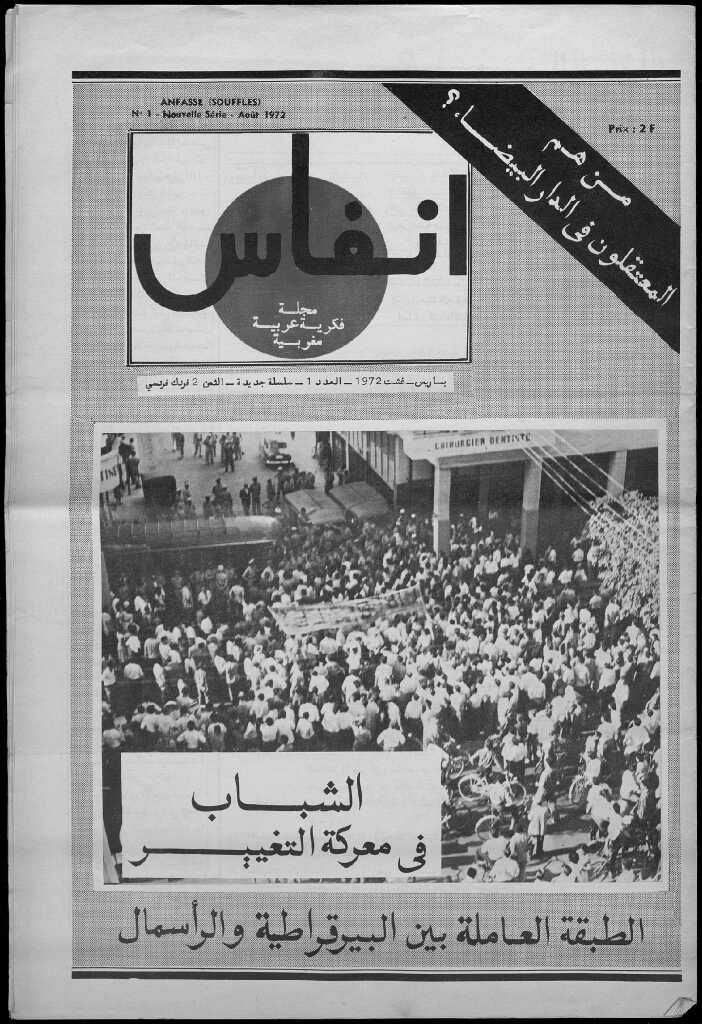 ANFASSE (SOUFFLES)
N° 1 - Nouvelle Série - Août 1972
Prix : 2 F
من هم
المعتقلون في الدار البيضاء ؟
انفاس
مجلة
فكرية عربية
مغربية
باريس ـ غشت 1972 ـ العدد 1 ـ سلسلة جديدة ـ الثمن 2 فرنك فرنسي
CHIRURGIEN DENTISTE
الشباب
في معركة التغيير
الطبقة العاملة بين البيرقراطية والرأسمال